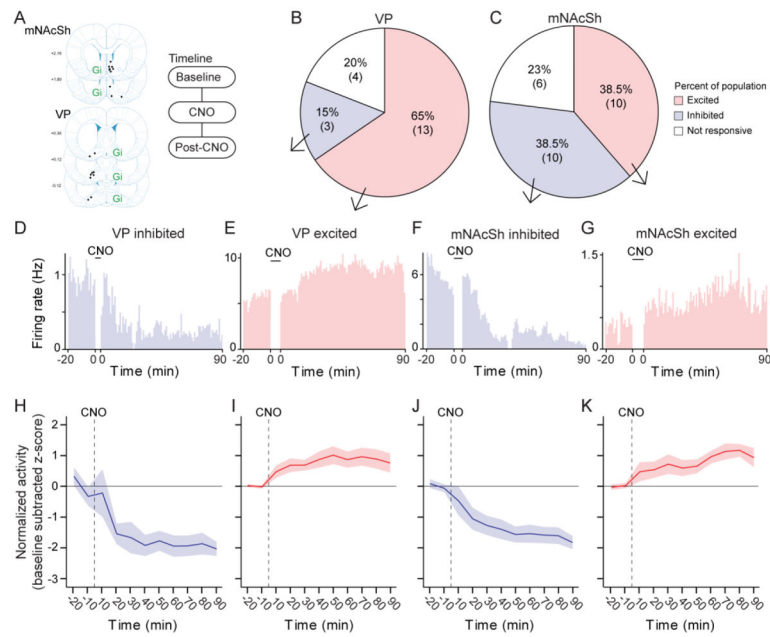 A
mNAcSh
+2.16
Gi
+1.80
Gi
VP
Gi
+0.12
Gi
-0.12
Gi
Timeline
Baseline
CNO
Post-CNO
B
VP
20%
(4)
15%
(3)
65%
(13)
C
mNAcSh
23%
(6)
38.5%
(10)
38.5%
(10)
Percent of population
Excited
Inhibited
Not responsive
D
VP inhibited
CNO
Firing rate (Hz)
1
0
-20 0 0 90
Time (min)
E
VP excited
CNO
10
5
0
-20 0 0 90
Time (min)
F
mNAcSh inhibited
CNO
6
0
-20 0 0 90
Time (min)
G
mNAcSh excited
CNO
1.5
0
-20 0 0 90
Time (min)
H
CNO
Normalized activity
(baseline subtracted z-score)
2
1
0
-1
-2
-3
-20 -10 10 20 30 40 50 60 70 80 90
Time (min)
I
CNO
-20 -10 10 20 30 40 50 60 70 80 90
Time (min)
J
CNO
-20 -10 10 20 30 40 50 60 70 80 90
Time (min)
K
CNO
-20 -10 10 20 30 40 50 60 70 80 90
Time (min)